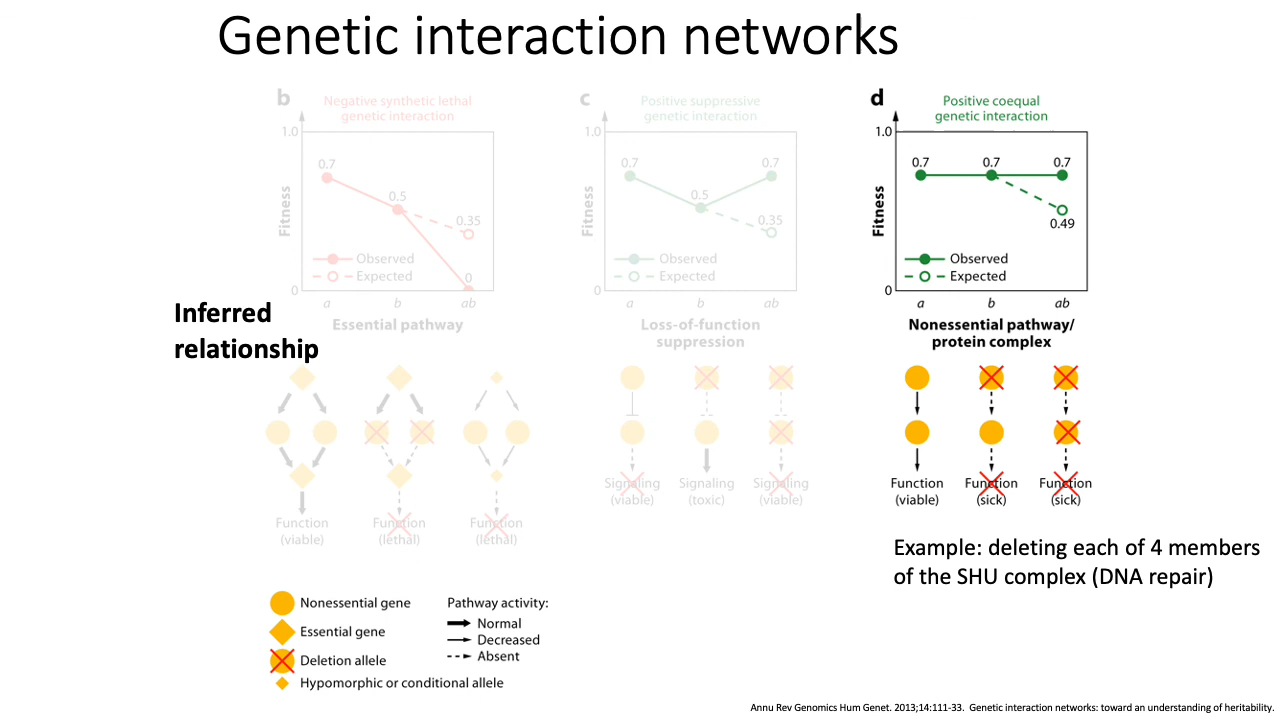 Genetic interaction networks
b
Negative synthetic lethal
genetic interaction
1.0
0.7
0.5
0.35
0
Fitness
Observed
Expected
0
a
b
ab
Essential pathway
c
Positive suppressive
genetic interaction
1.0
0.7
0.5
0.7
0.35
Fitness
Observed
Expected
0
a
b
ab
Loss-of-function
suppression
d
Positive coequal
genetic interaction
1.0
0.7
0.7
0.7
0.49
Fitness
Observed
Expected
0
a
b
ab
Nonessential pathway/
protein complex
Inferred
relationship
Function
(viable)
Function
(lethal)
Function
(lethal)
Signaling
(viable)
Signaling
(toxic)
Signaling
(viable)
Function
(viable)
Function
(sick)
Function
(sick)
Example: deleting each of 4 members
of the SHU complex (DNA repair)
Nonessential gene
Essential gene
Deletion allele
Hypomorphic or conditional allele
Pathway activity:
Normal
Decreased
Absent
Annu Rev Genomics Hum Genet. 2013;14:111-33. Genetic interaction networks: toward an understanding of heritability.